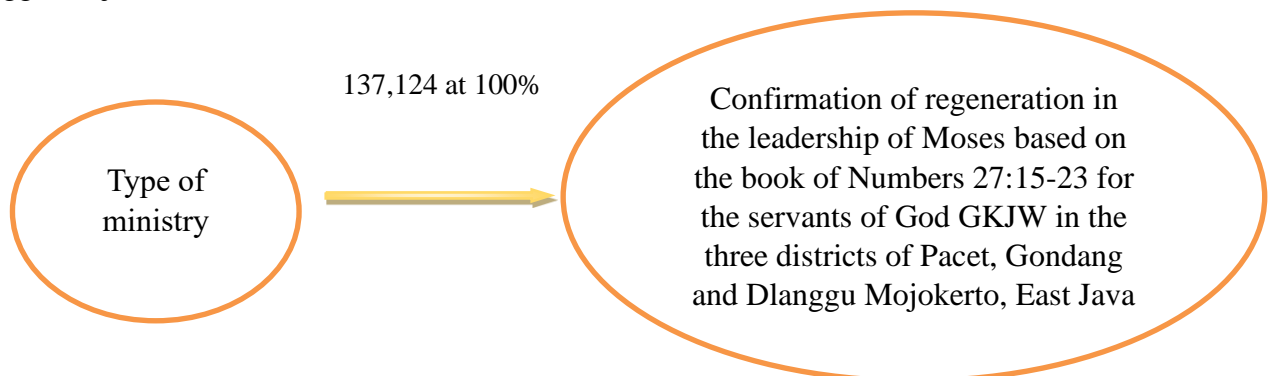 137,124 at 100%
Type of
ministry
Confirmation of regeneration in
the leadership of Moses based on
the book of Numbers 27:15-23 for
the servants of God GKJW in the
three districts of Pacet, Gondang
and Dlanggu Mojokerto, East Java